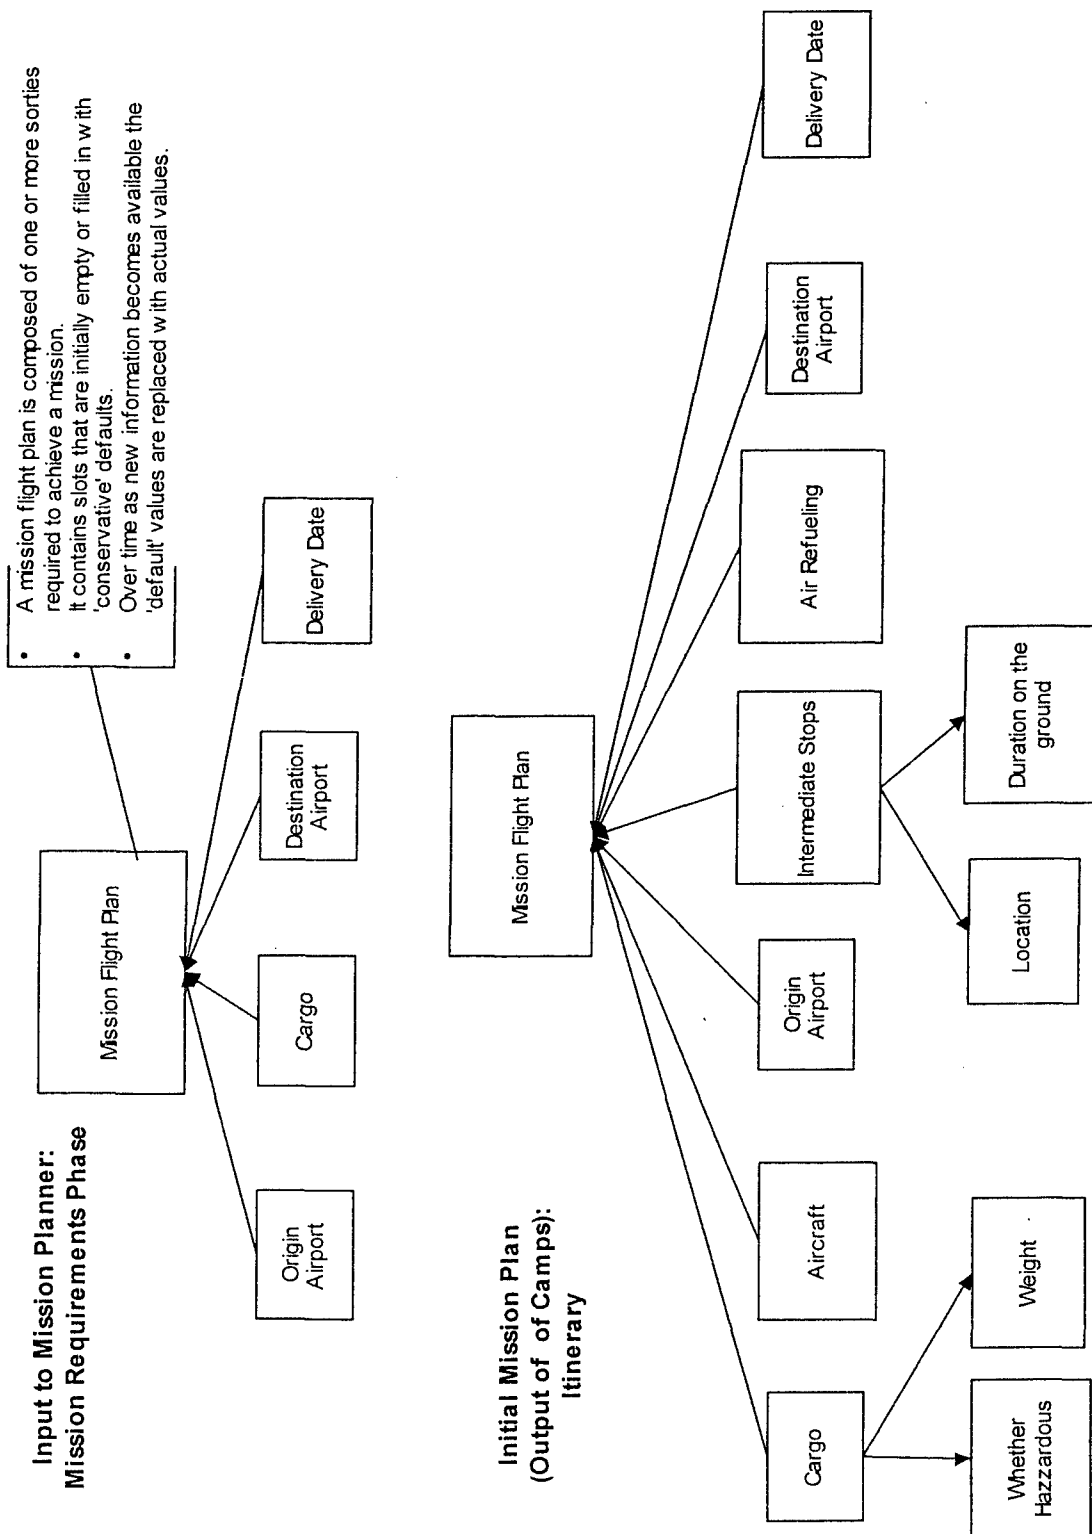 Input to Mission Planner:
Mission Requirements Phase
• A mission flight plan is composed of one or more sorties
required to achieve a mission.
• It contains slots that are initially empty or filled in with
'conservative' defaults.
• Over time as new information becomes available the
'default' values are replaced with actual values.
Mission Flight Plan
Origin
Airport
Cargo
Destination
Airport
Delivery Date
Initial Mission Plan
(Output of of Camps):
Itinerary
Mission Flight Plan
Cargo
Aircraft
Origin
Airport
Intermediate Stops
Air Refueling
Destination
Airport
Delivery Date
Whether
Hazzardous
Weight
Location
Duration on the
ground